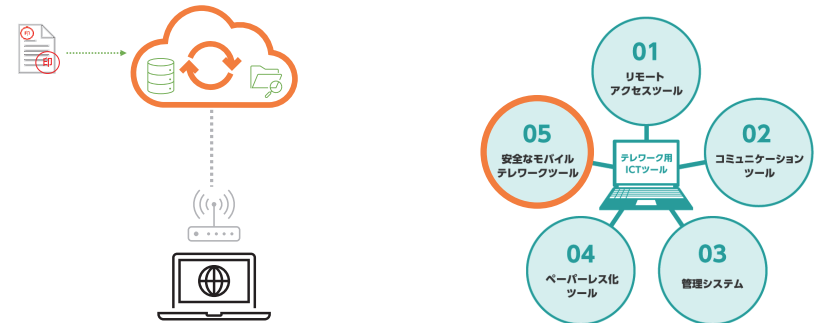 印
01
リモート
アクセスツール
02
コミュニケーション
ツール
03
管理システム
04
ペーパーレス化
ツール
05
安全なモバイル
テレワークツール
テレワーク用
ICTツール